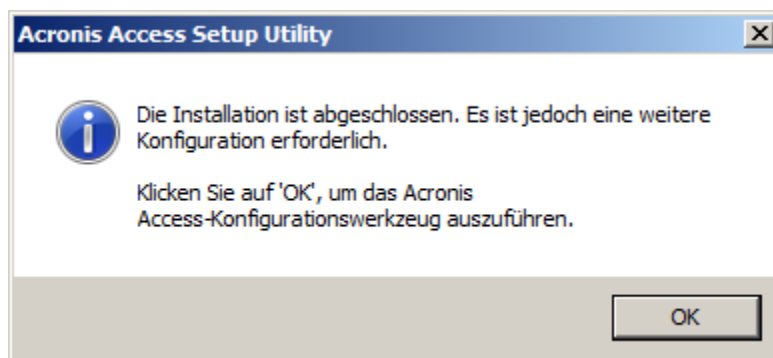 Acronis Access Setup Utility
Die Installation ist abgeschlossen. Es ist jedoch eine weitere
Konfiguration erforderlich.
Klicken Sie auf 'OK', um das Acronis
Access-Konfigurationswerkzeug auszuführen.
OK